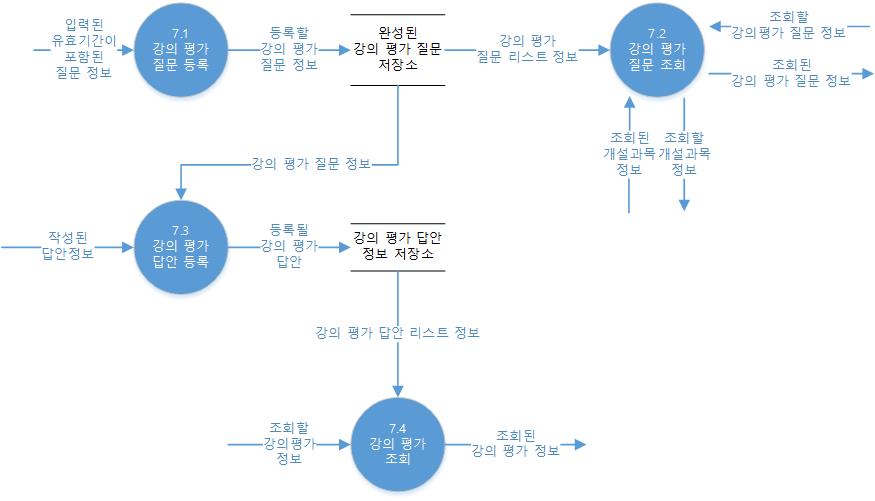 입력된
유효기간이
포함된
질문 정보
7.1
강의 평가
질문 등록
등록할
강의 평가
질문 정보
완성된
강의 평가 질문
저장소
강의 평가
질문 리스트 정보
7.2
강의 평가
질문 조회
조회할
강의평가 질문 정보
조회된
강의 평가 질문 정보
조회된
개설과목
정보
조회할
개설과목
정보
강의 평가 질문 정보
작성된
답안정보
7.3
강의 평가
답안 등록
등록될
강의 평가
답안
강의 평가 답안
정보 저장소
강의 평가 답안 리스트 정보
조회할
강의평가
정보
7.4
강의 평가
조회
조회된
강의 평가 정보